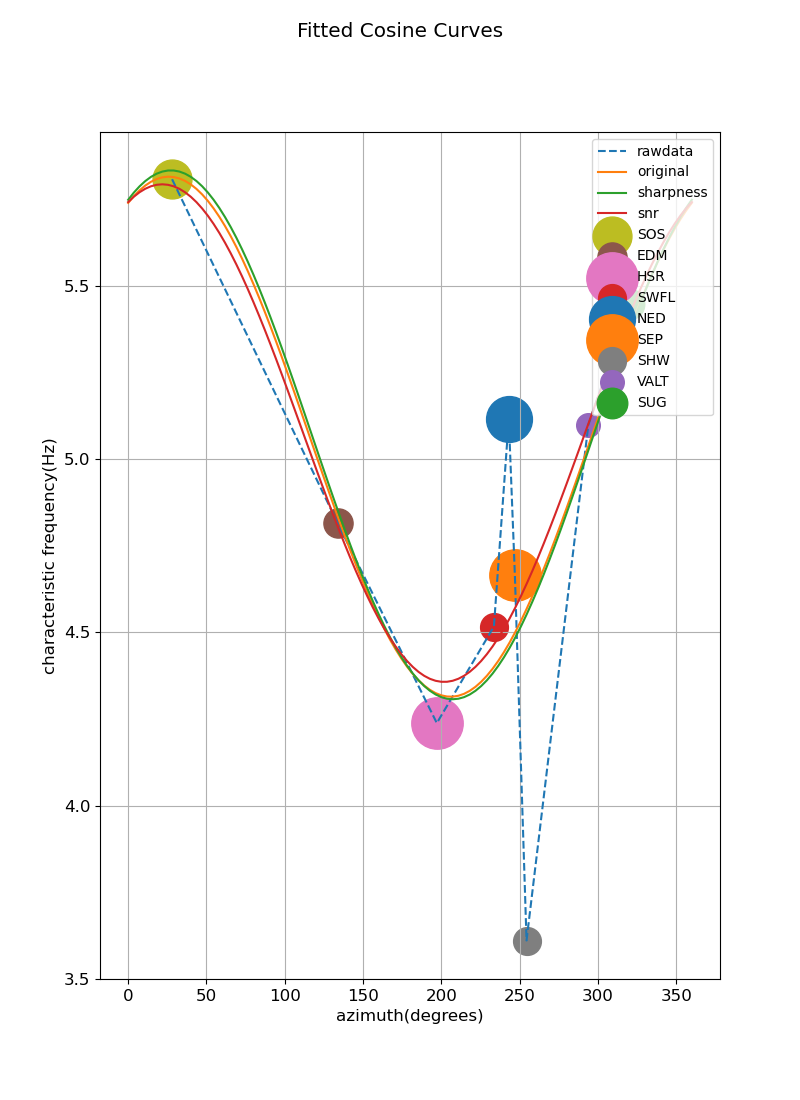 Fitted Cosine Curves
rawdata
original
sharpness
snr
SOS
EDM
HSR
SWFL
NED
SEP
SHW
VALT
SUG
characteristic frequency(Hz)
5.5
5.0
4.5
4.0
3.5
0 50 100 150 200 250 300 350
azimuth(degrees)